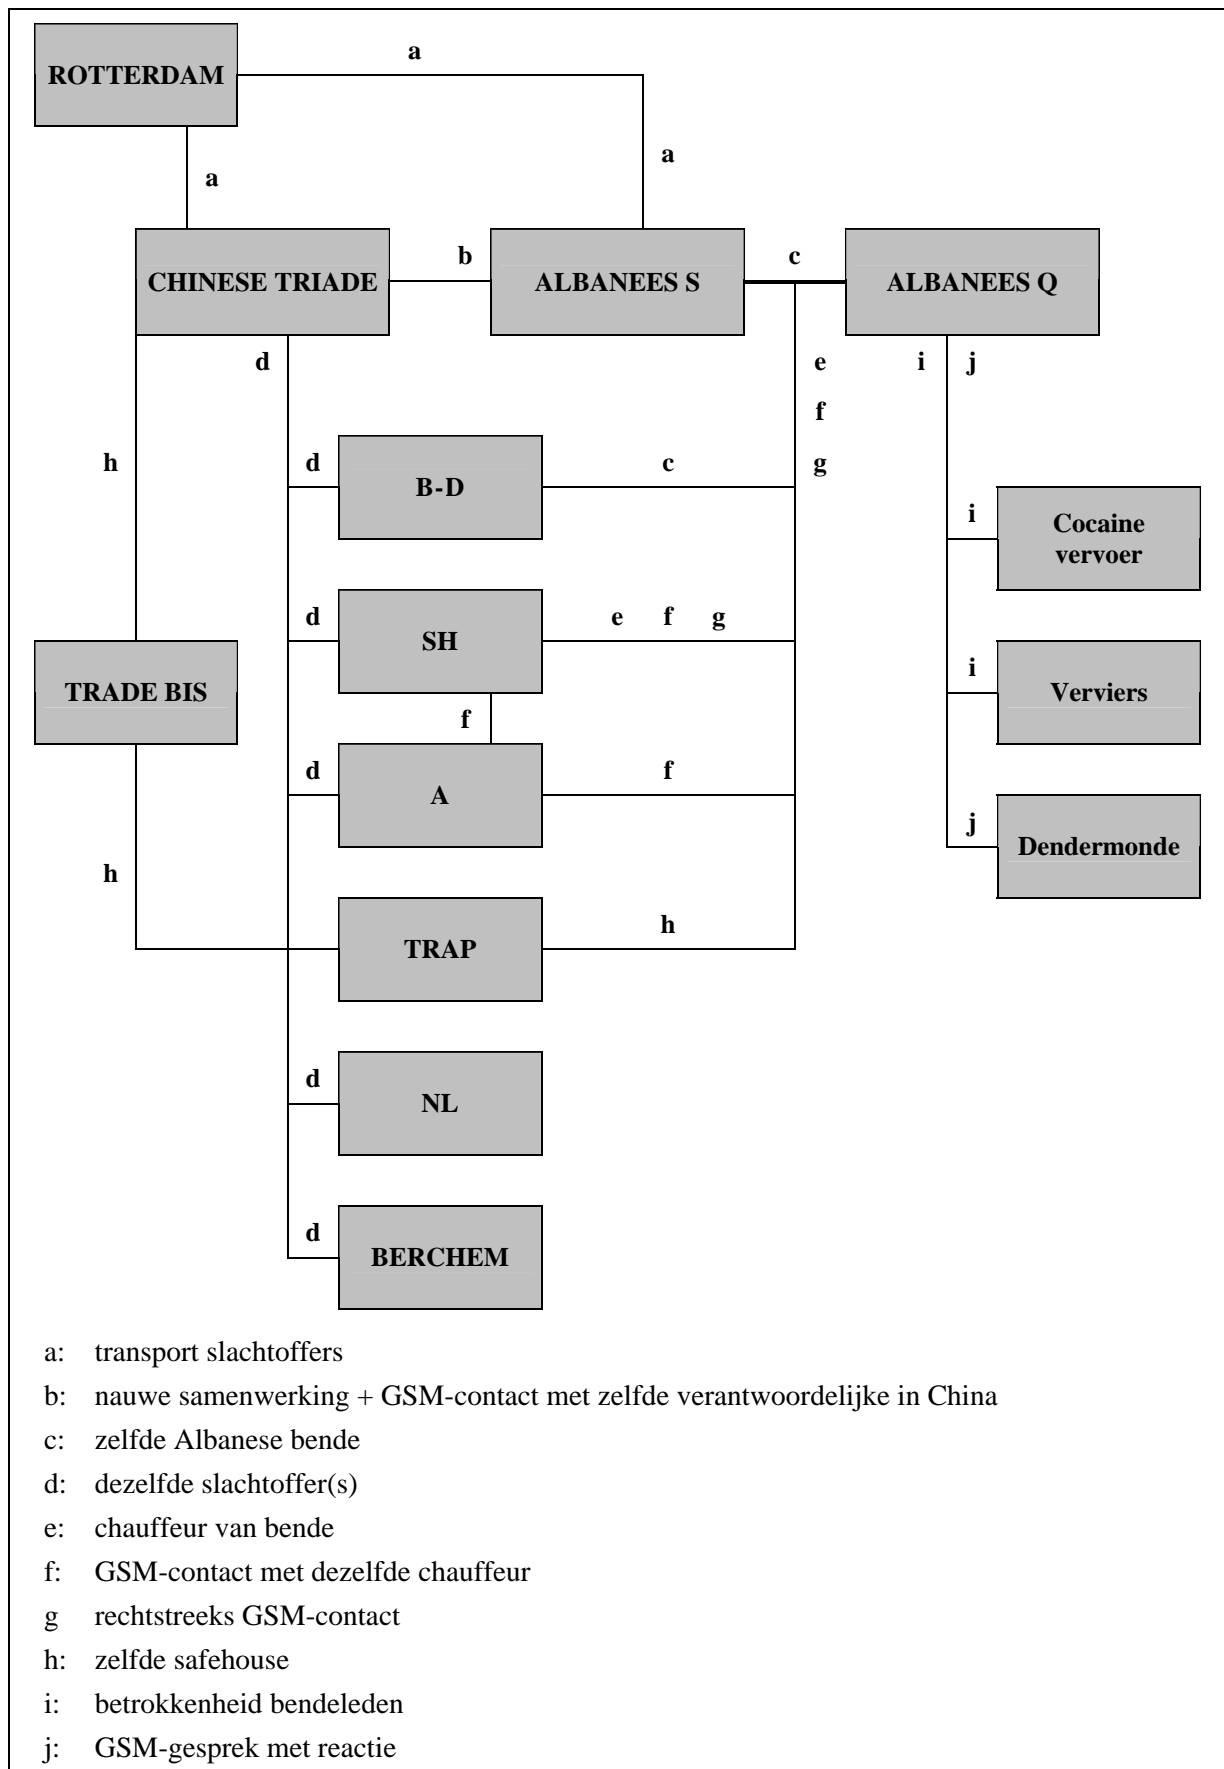 a
ROTTERDAM
a
a
CHINESE TRIADE
b
ALBANEES S
c
ALBANEES Q
d
e
i
j
f
h
d
B-D
c
g
i
Cocaine
vervoer
d
SH
e f g
TRADE BIS
i
Verviers
f
d
A
f
j
Dendermonde
h
TRAP
h
d
NL
d
BERCHEM
a: transport slachtoffers
b: nauwe samenwerking + GSM-contact met zelfde verantwoordelijke in China
c: zelfde Albanese bende
d: dezelfde slachtoffer(s)
e: chauffeur van bende
f: GSM-contact met dezelfde chauffeur
g rechtstreeks GSM-contact
h: zelfde safehouse
i: betrokkenheid bendeleden
j: GSM-gesprek met reactie